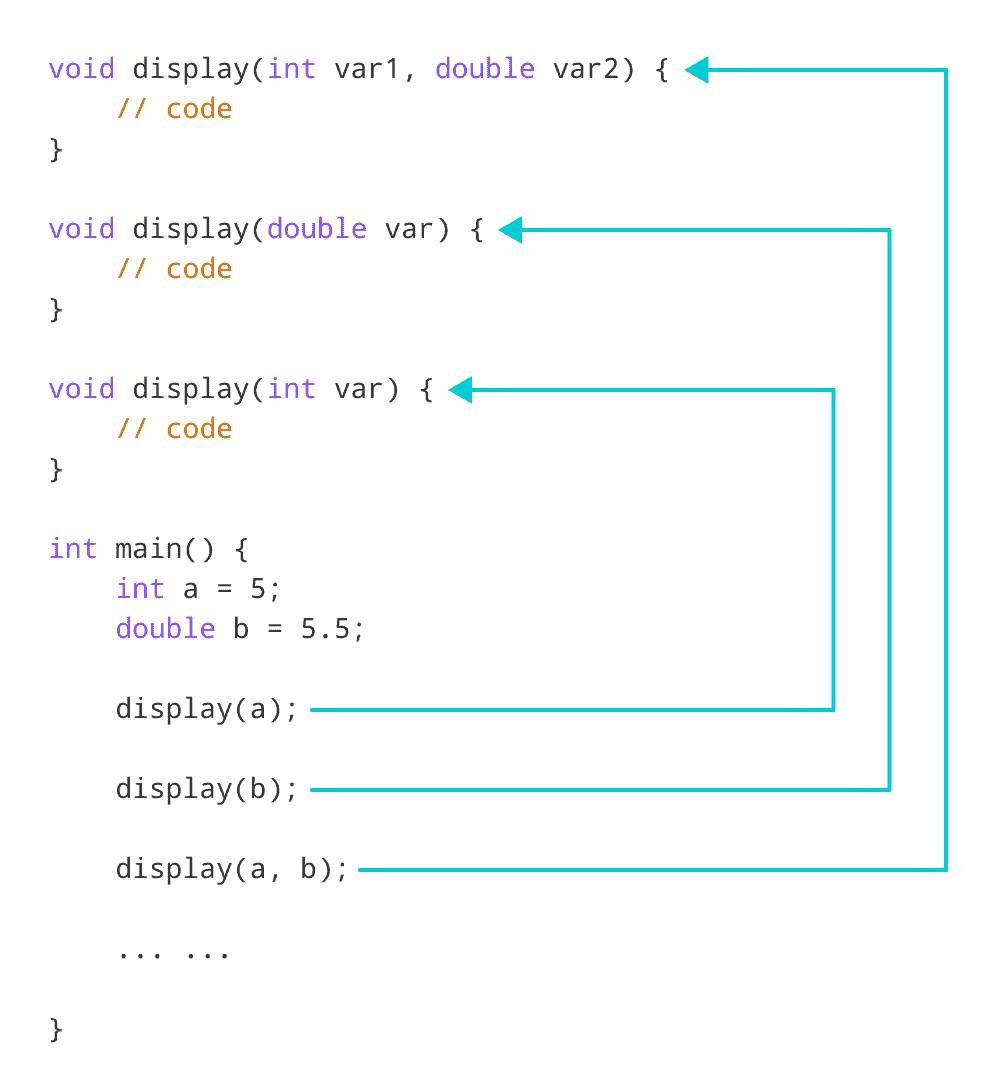 void display(int var1, double var2) {
    // code
}
void display(double var) {
    // code
}
void display(int var) {
    // code
}
int main() {
    int a = 5;
    double b = 5.5;
    display(a);
    display(b);
    display(a, b);
    ... ...
}